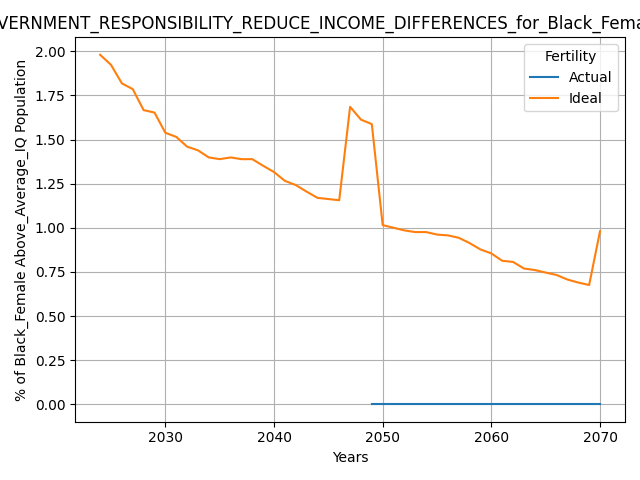 VERNMENT_RESPONSIBILITY_REDUCE_INCOME_DIFFERENCES_for_Black_Fema
Fertility
Actual
Ideal
% of Black_Female Above_Average_IQ Population
2.00
1.75
1.50
1.25
1.00
0.75
0.50
0.25
0.00
2030 2040 2050 2060 2070
Years